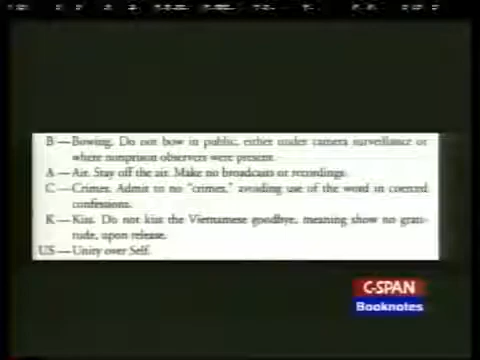 B—Bowing. Do not bow in public, either under camera surveillance or
where nonprison observers were present.
A—Air. Stay off the air. Make no broadcasts or recordings.
C—Crimes. Admit to no "crimes," avoiding use of the word in coerced
confessions.
K—Kiss. Do not kiss the Vietnamese goodbye, meaning show no grat-
itude, upon release.
US—Unity over Self.
C-SPAN
Booknotes